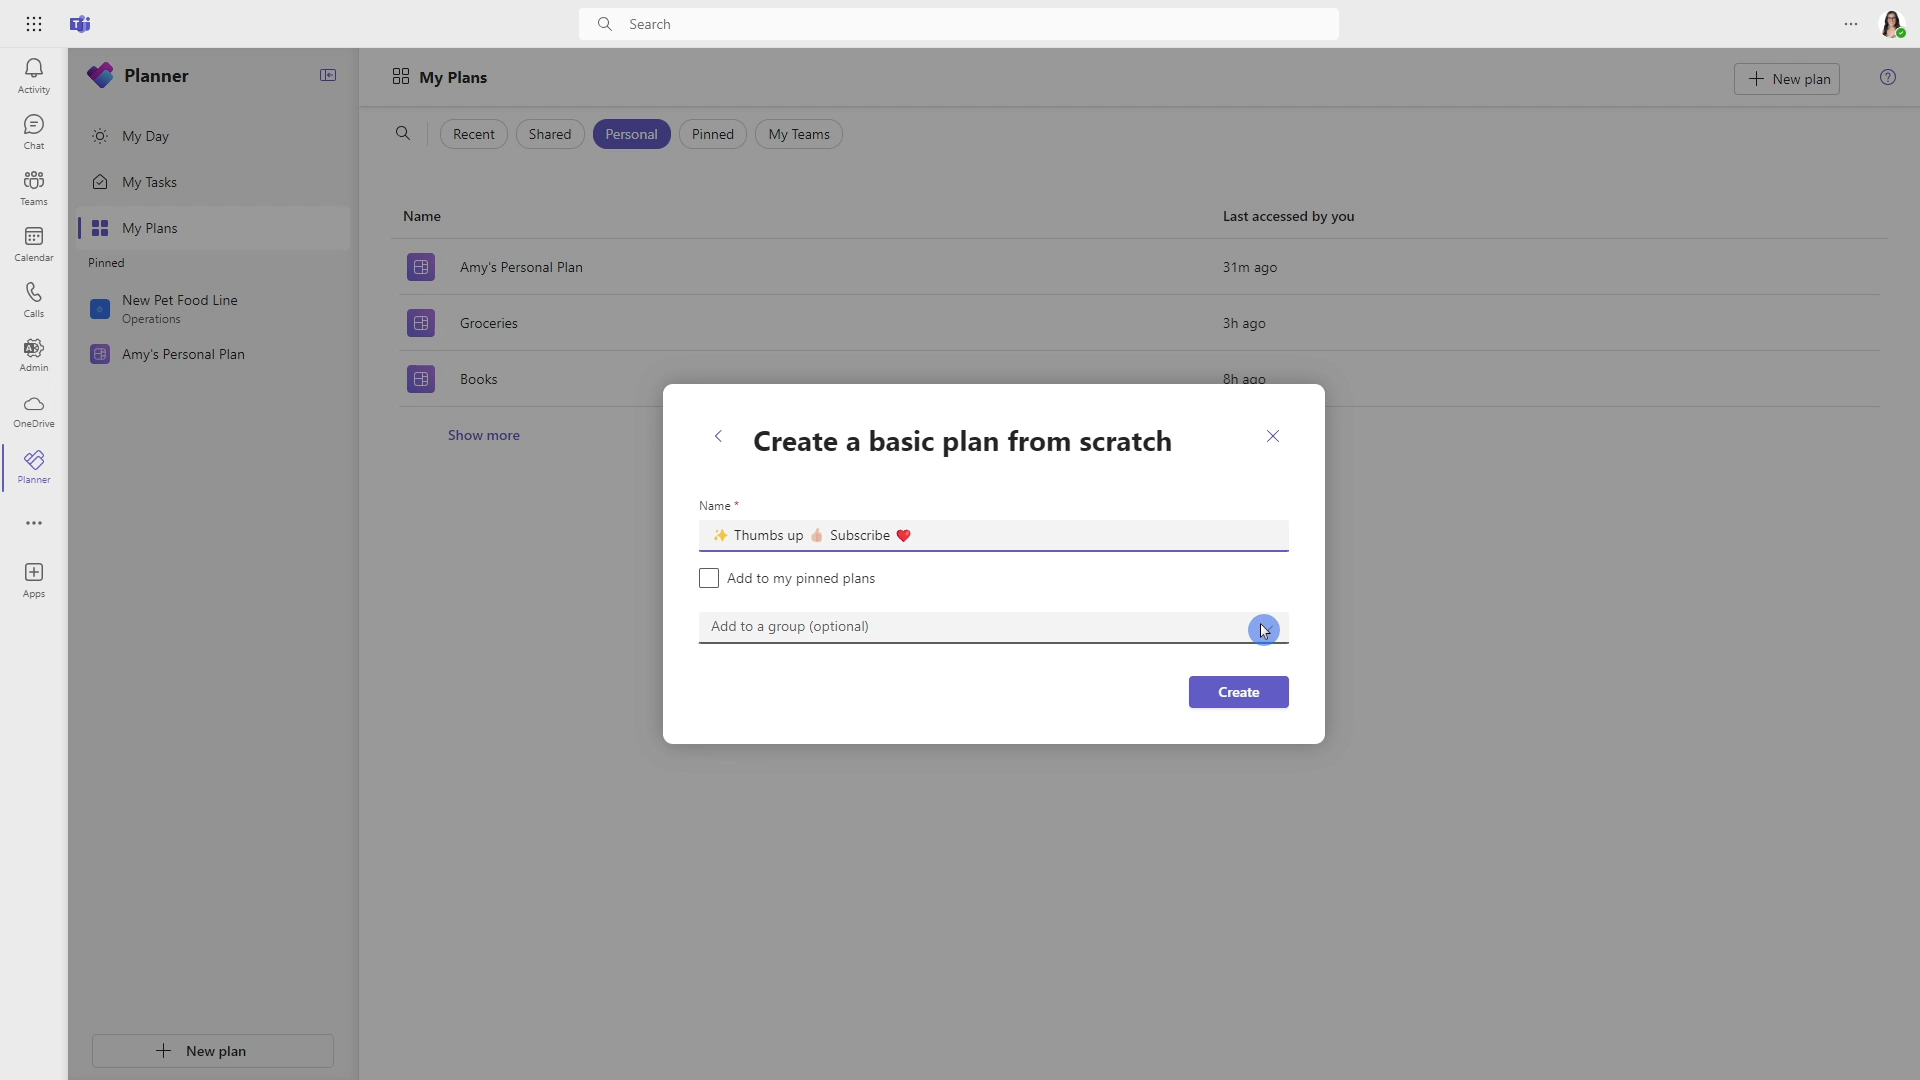 Search
Activity
Chat
Teams
Calendar
Calls
Admin
OneDrive
Planner
Apps
Planner
My Day
My Tasks
My Plans
Pinned
New Pet Food Line
Operations
Amy's Personal Plan
New plan
My Plans
New plan
Recent
Shared
Personal
Pinned
My Teams
Name
Last accessed by you
Amy's Personal Plan
31m ago
Groceries
3h ago
Books
8h ago
Show more
Create a basic plan from scratch
Name *
✨ Thumbs up 👍🏻 Subscribe ❤️
Add to my pinned plans
Add to a group (optional)
Create